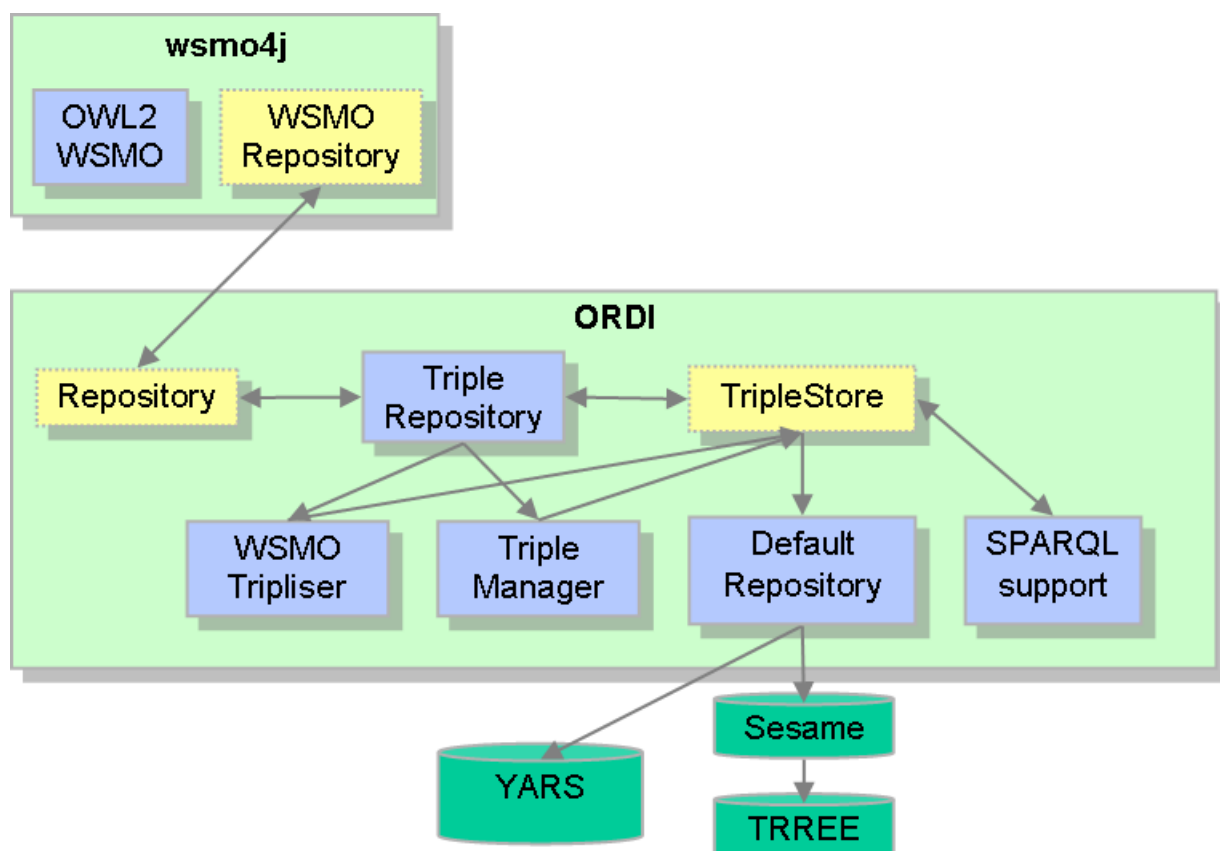 wsmo4j
OWL2
WSMO
WSMO
Repository
ORDI
Repository
Triple
Repository
TripleStore
WSMO
Tripliser
Triple
Manager
Default
Repository
SPARQL
support
Sesame
YARS
TRREE